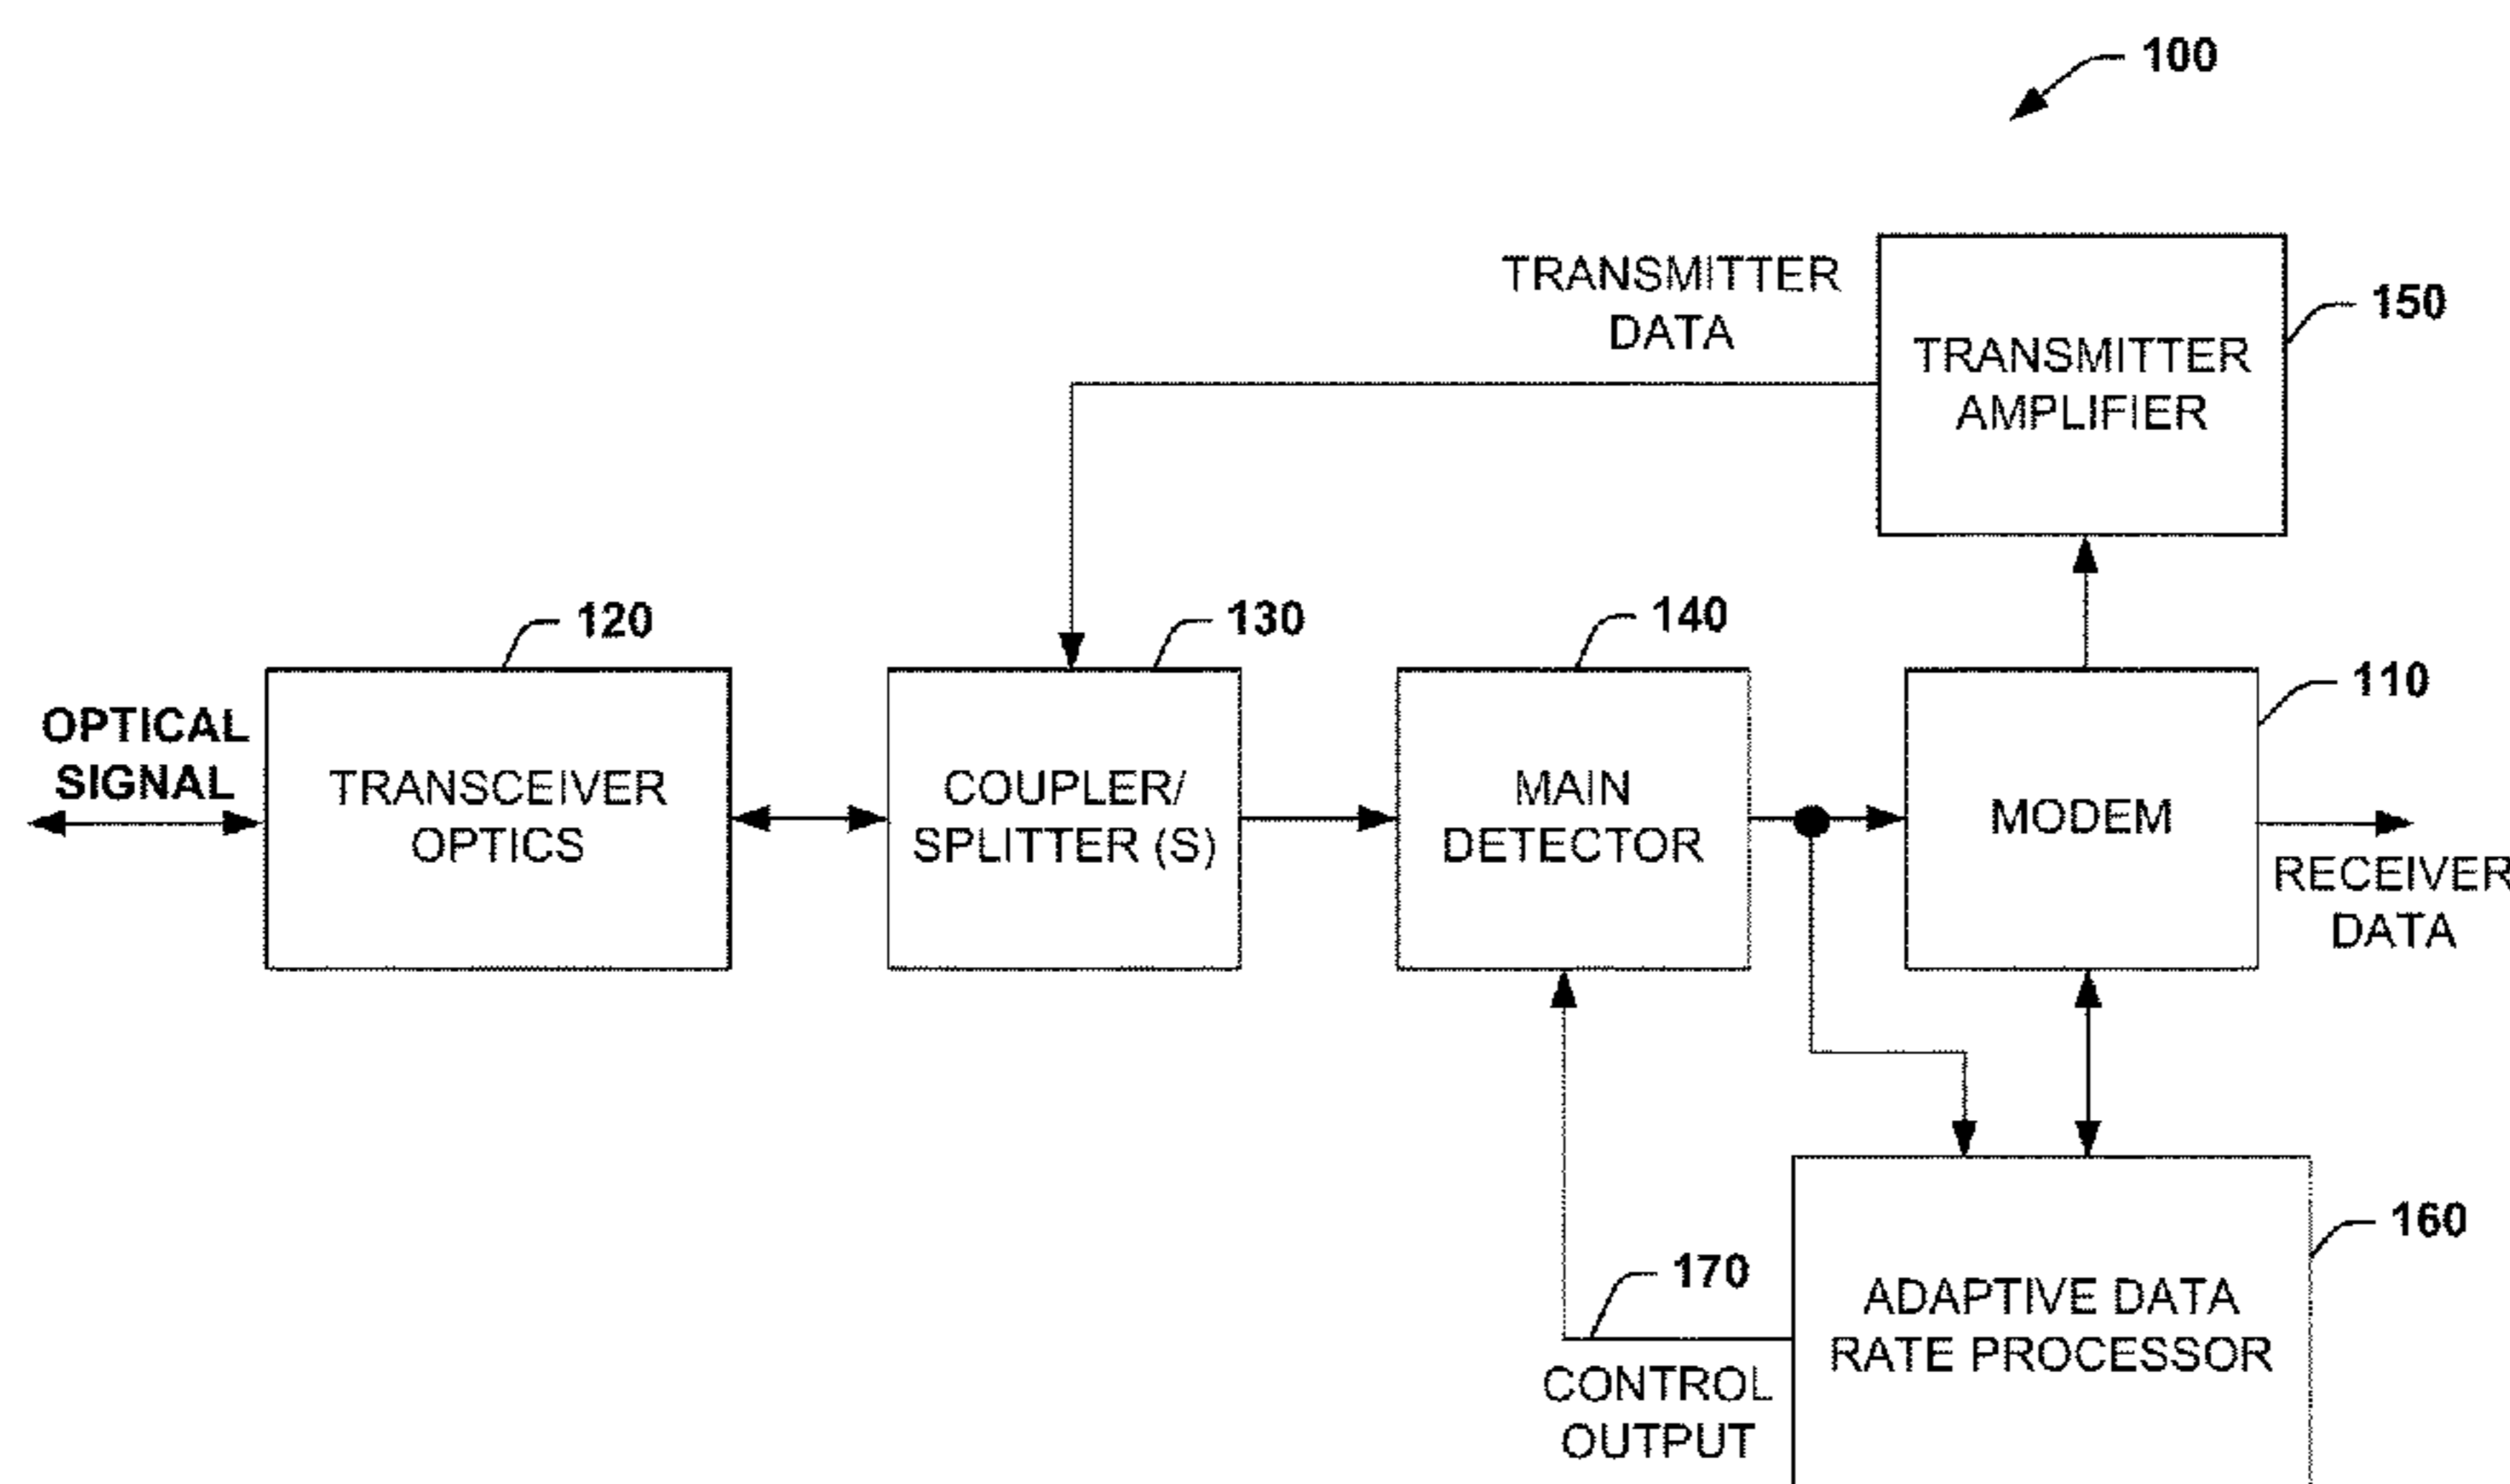 100
TRANSMITTER
DATA
TRANSMITTER
AMPLIFIER
150
120
130
140
110
OPTICAL
SIGNAL
TRANSCEIVER
OPTICS
COUPLER/
SPLITTER (S)
MAIN
DETECTOR
MODEM
RECEIVER
DATA
160
170
ADAPTIVE DATA
RATE PROCESSOR
CONTROL
OUTPUT